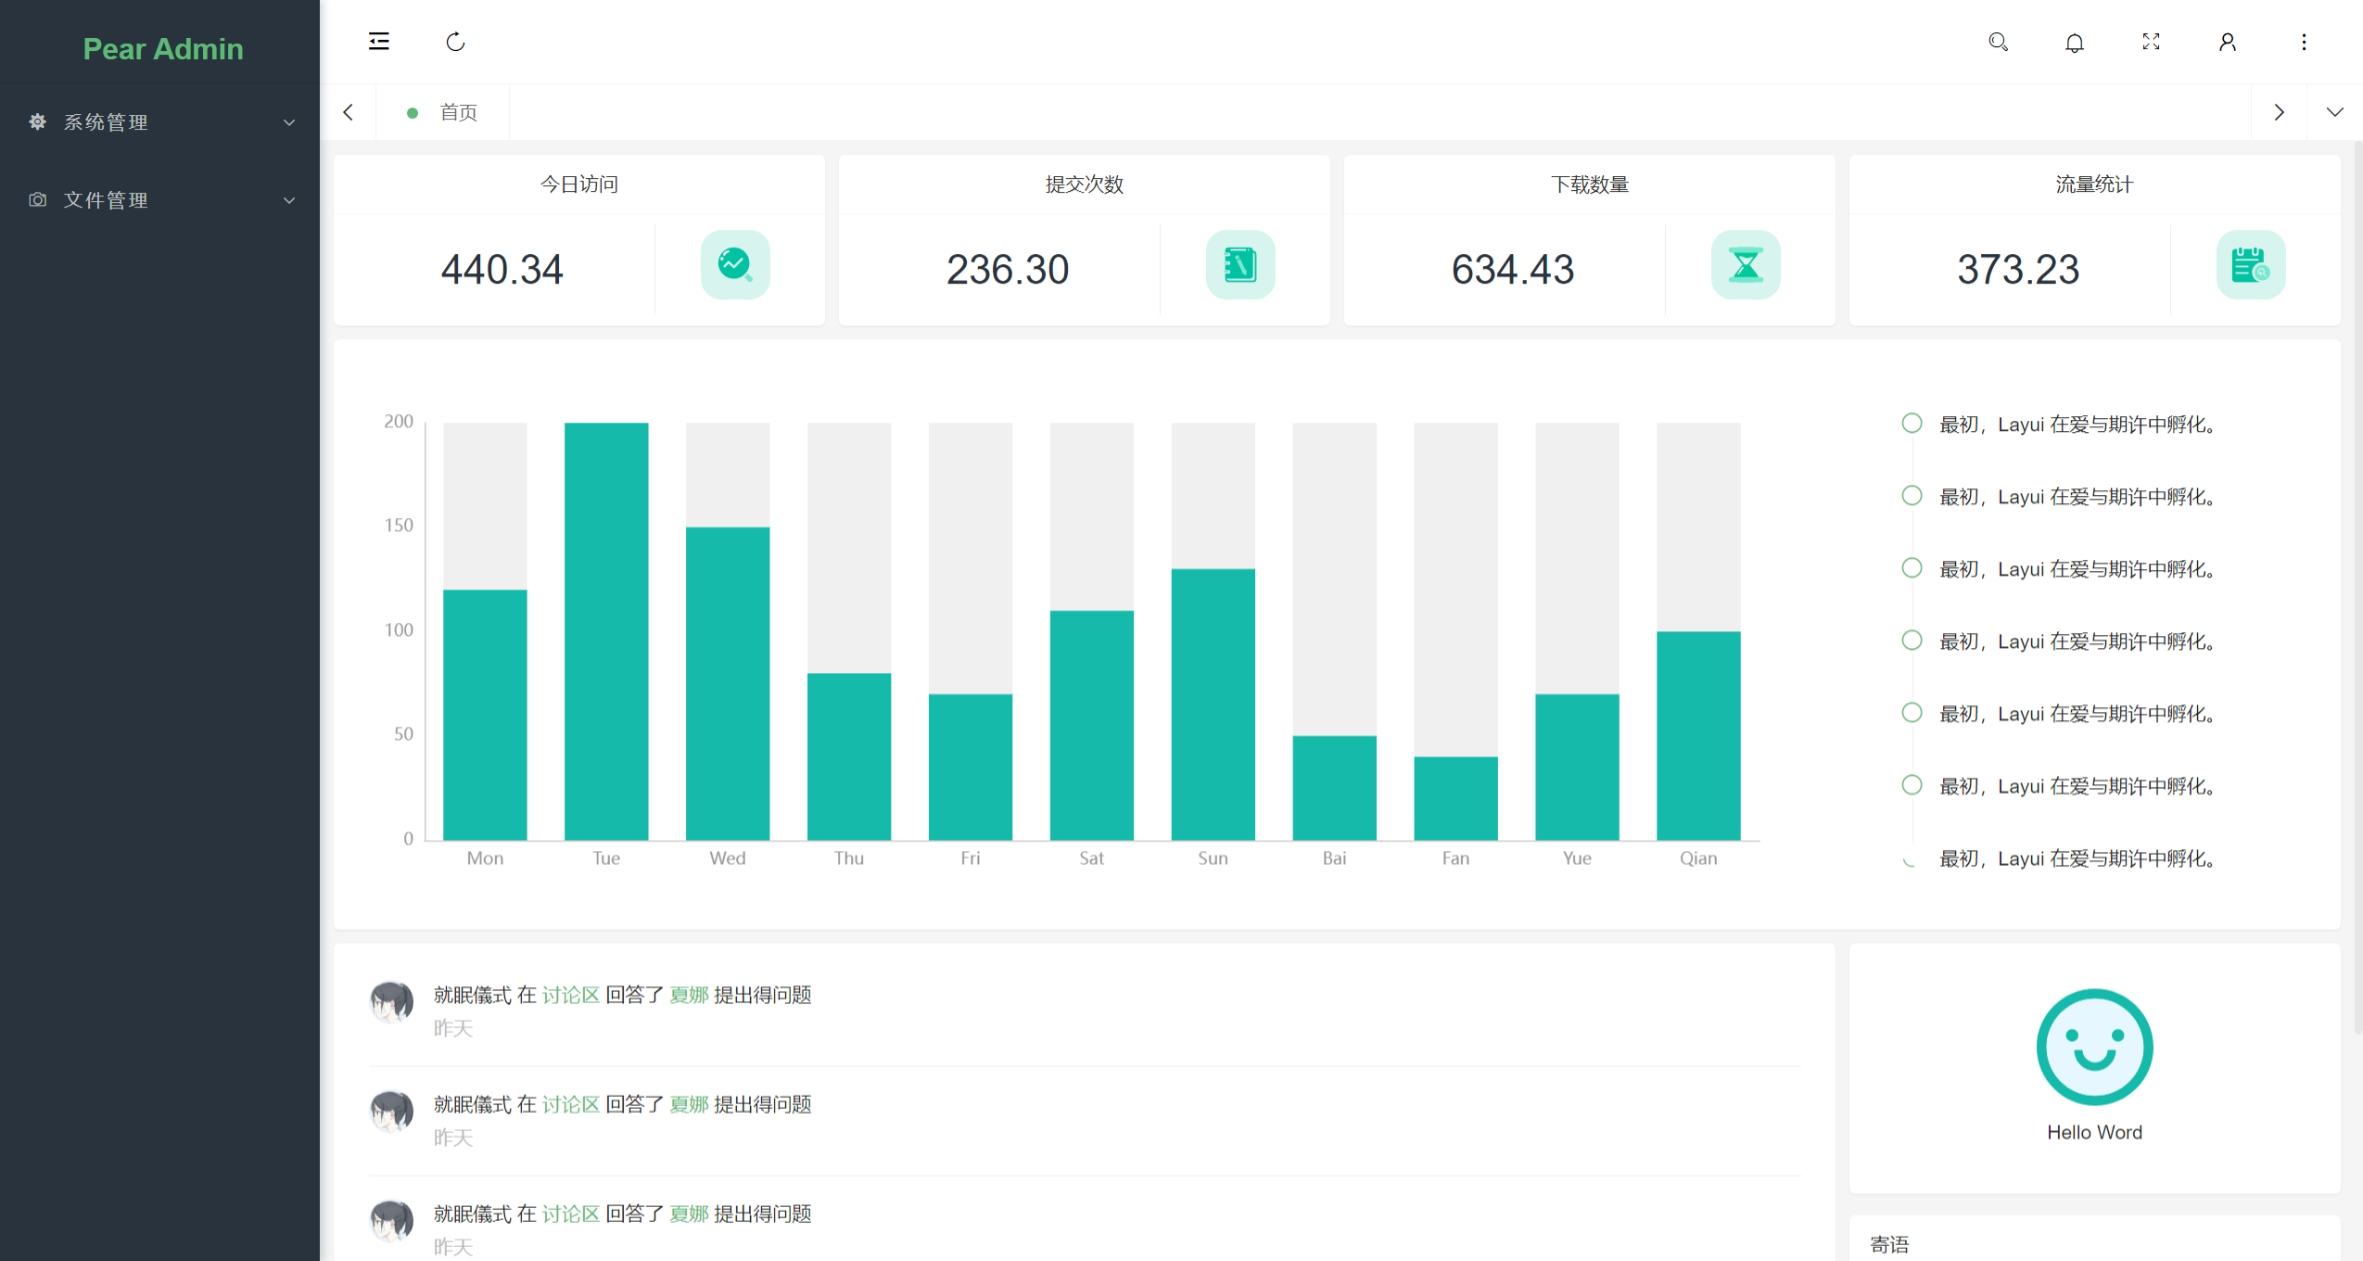 Pear Admin
系统管理
文件管理
首页
今日访问
440.34
提交次数
236.30
下载数量
634.43
流量统计
373.23
200
150
100
50
0
Mon Tue Wed Thu Fri Sat Sun Bai Fan Yue Qian
最初，Layui 在爱与期许中孵化。
最初，Layui 在爱与期许中孵化。
最初，Layui 在爱与期许中孵化。
最初，Layui 在爱与期许中孵化。
最初，Layui 在爱与期许中孵化。
最初，Layui 在爱与期许中孵化。
最初，Layui 在爱与期许中孵化。
就眠儀式 在 讨论区 回答了 夏娜 提出得问题
昨天
就眠儀式 在 讨论区 回答了 夏娜 提出得问题
昨天
就眠儀式 在 讨论区 回答了 夏娜 提出得问题
昨天
Hello Word
寄语